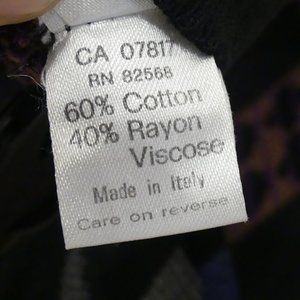 CA 07817
RN 82568
60% Cotton
40% Rayon
Viscose
Made in Italy
Care on reverse